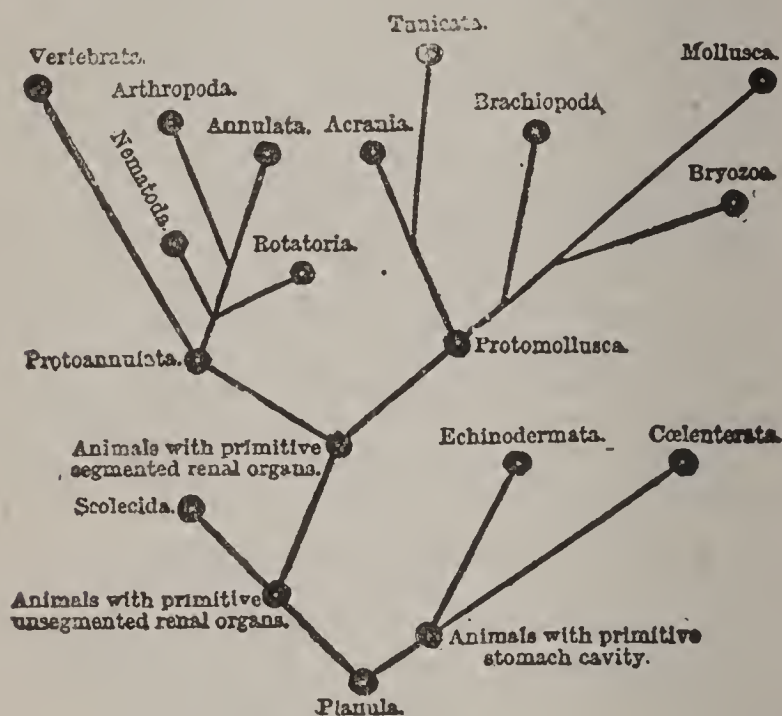 Tunicata.
Vertebrata.
Mollusca.
Arthropoda.
Brachiopoda
Annulata.
Acrania.
Nematoda.
Bryozoa.
Rotatoria.
Protoannulata.
Protomollusca.
Animals with primitive
segmented renal organs.
Echinodermata.
Cœlenterata.
Scolecida.
Animals with primitive
unsegmented renal organs.
Animals with primitive
stomach cavity.
Planula.